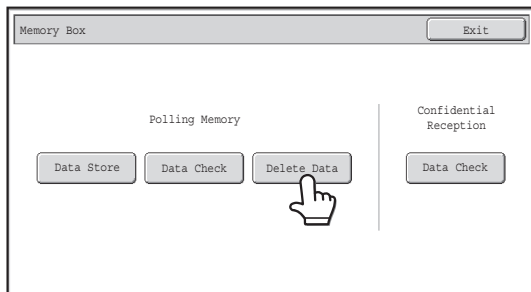 Memory Box
Exit
Polling Memory
Data Store
Data Check
Delete Data
Confidential
Reception
Data Check